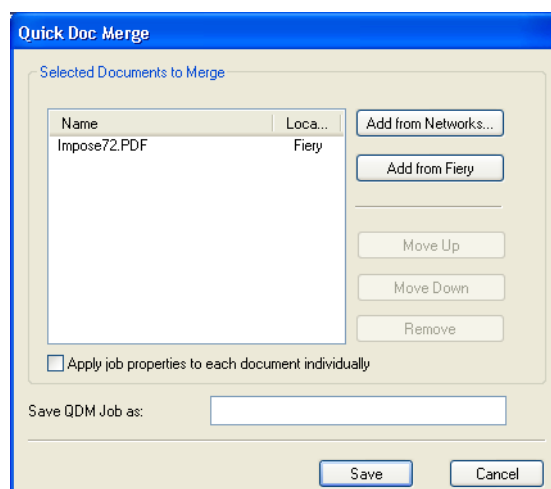 Quick Doc Merge
Selected Documents to Merge
Name Loca...
Impose72.PDF Fiery
Add from Networks...
Add from Fiery
Move Up
Move Down
Remove
Apply job properties to each document individually
Save QDM Job as:
Save Cancel